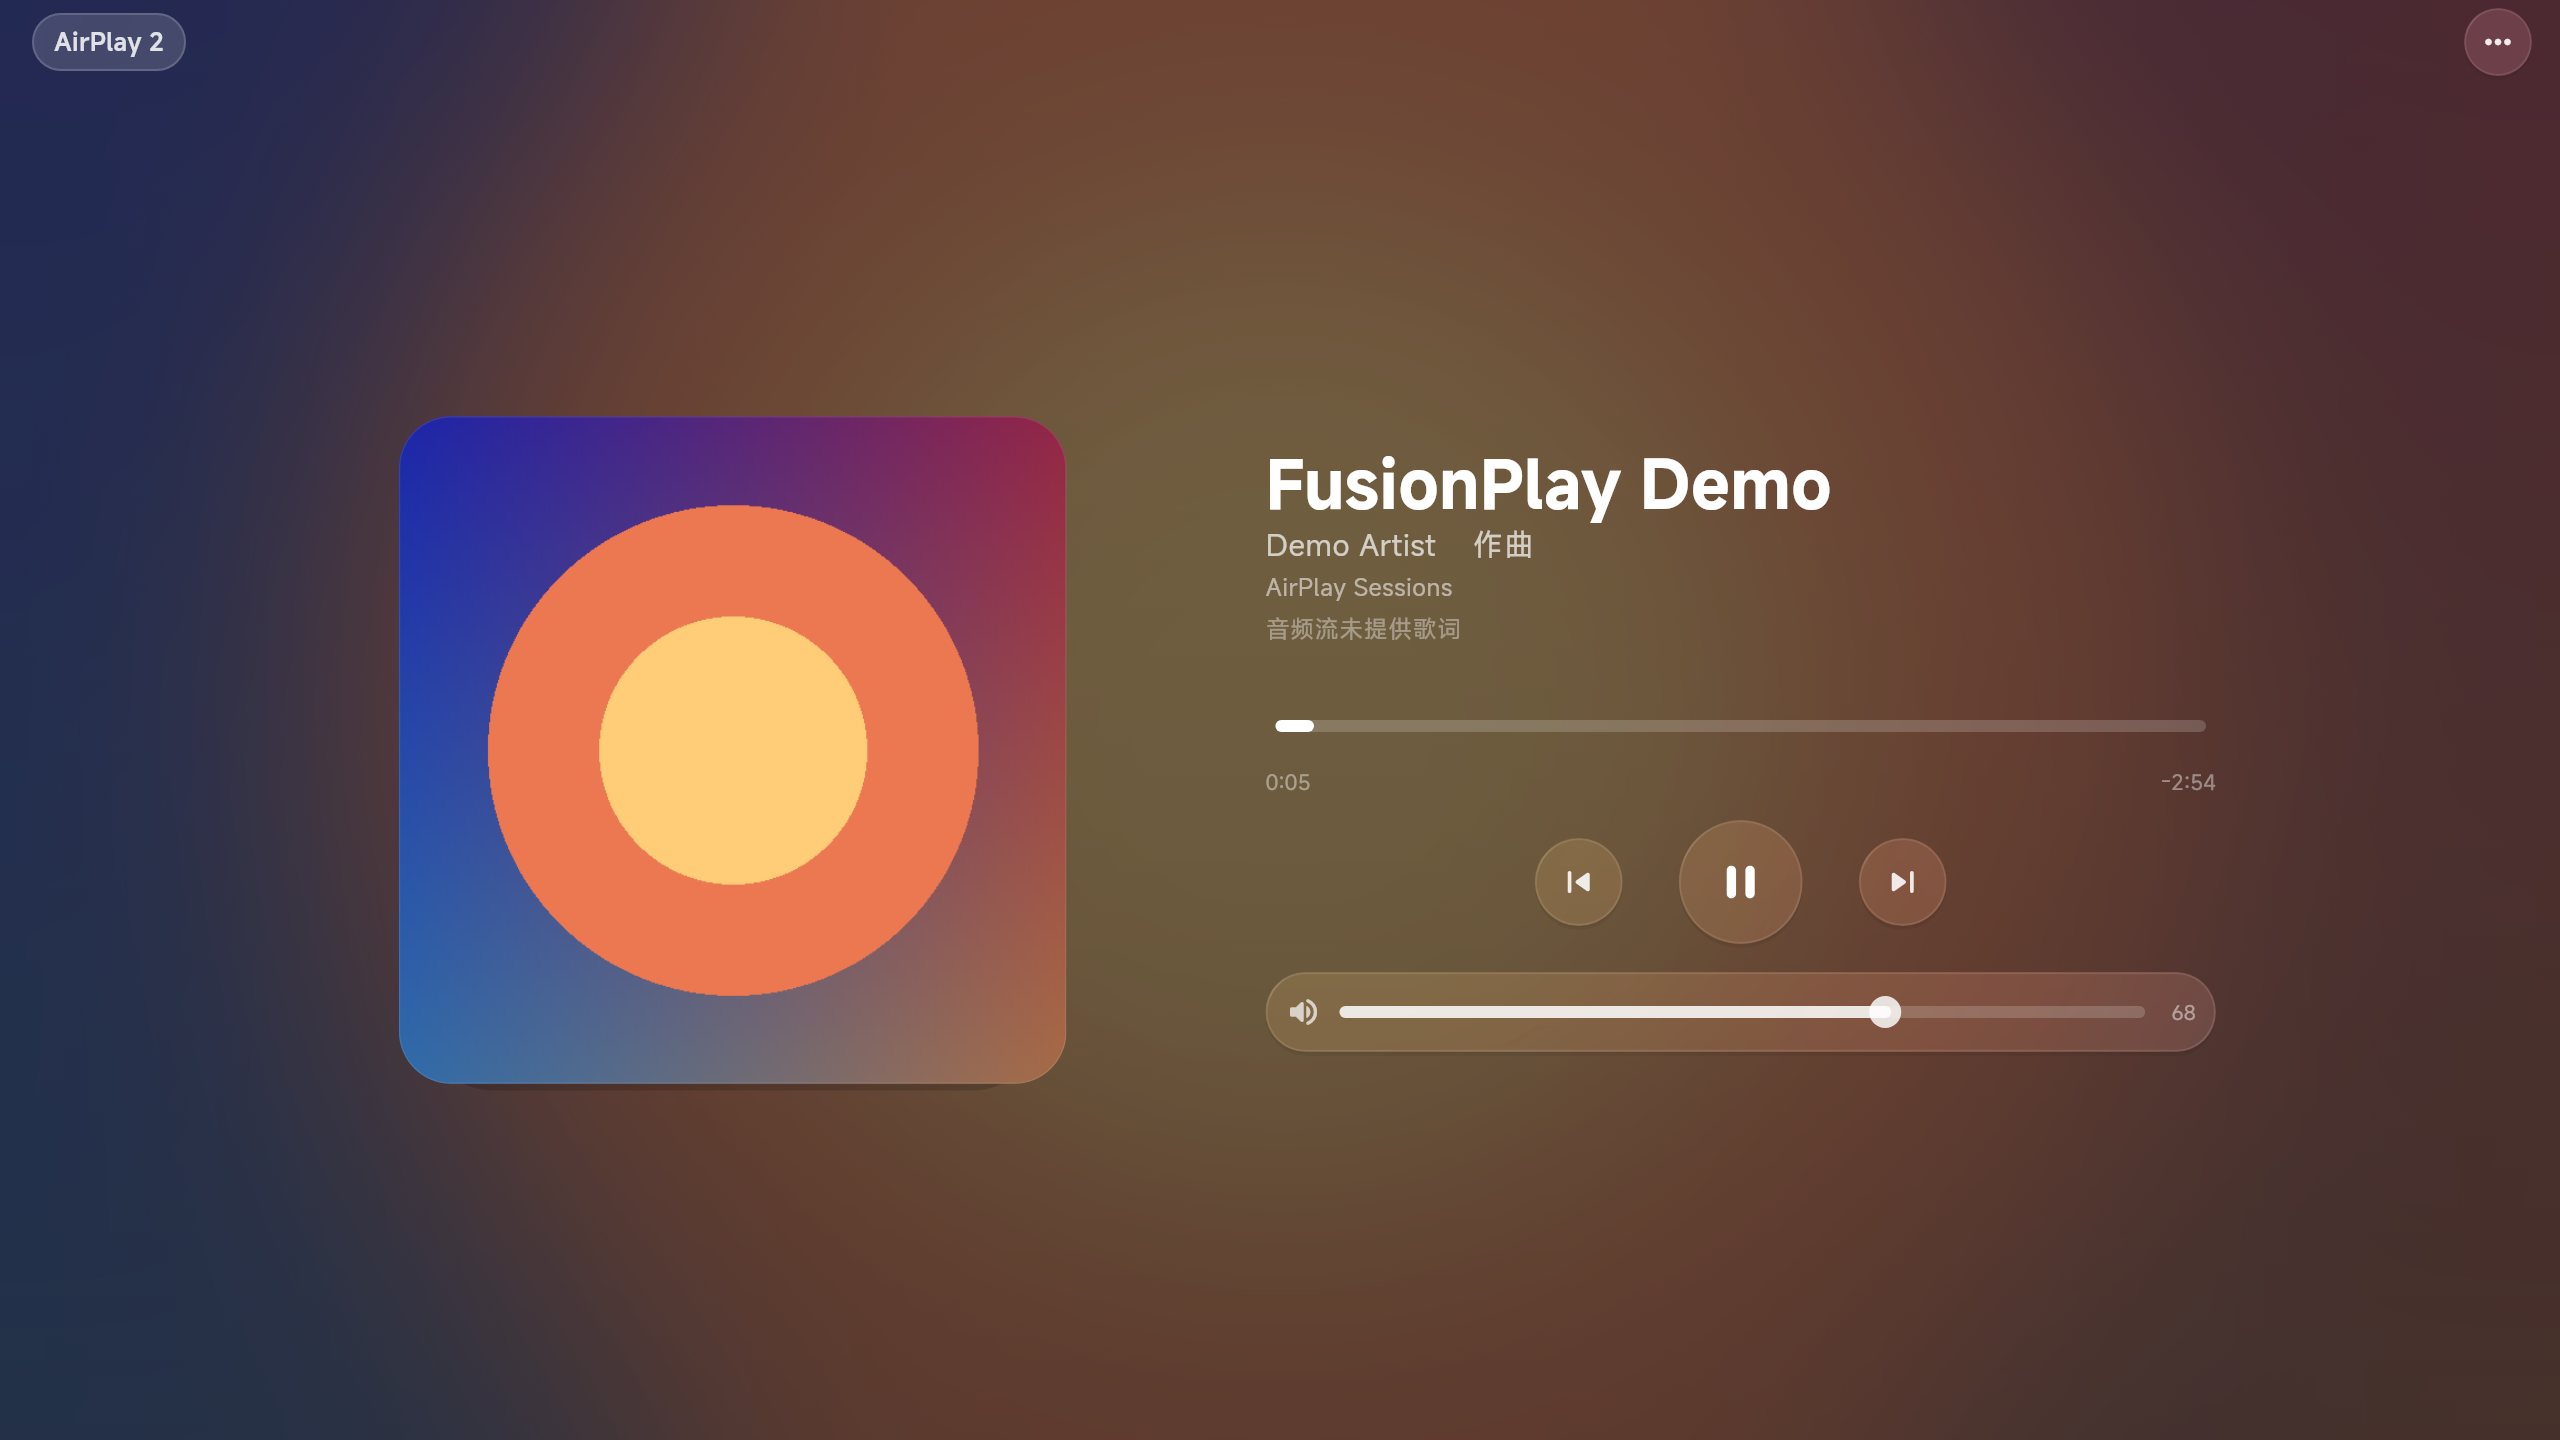 AirPlay 2
FusionPlay Demo
Demo Artist 作曲
AirPlay Sessions
音频流未提供歌词
0:05
-2:54
68